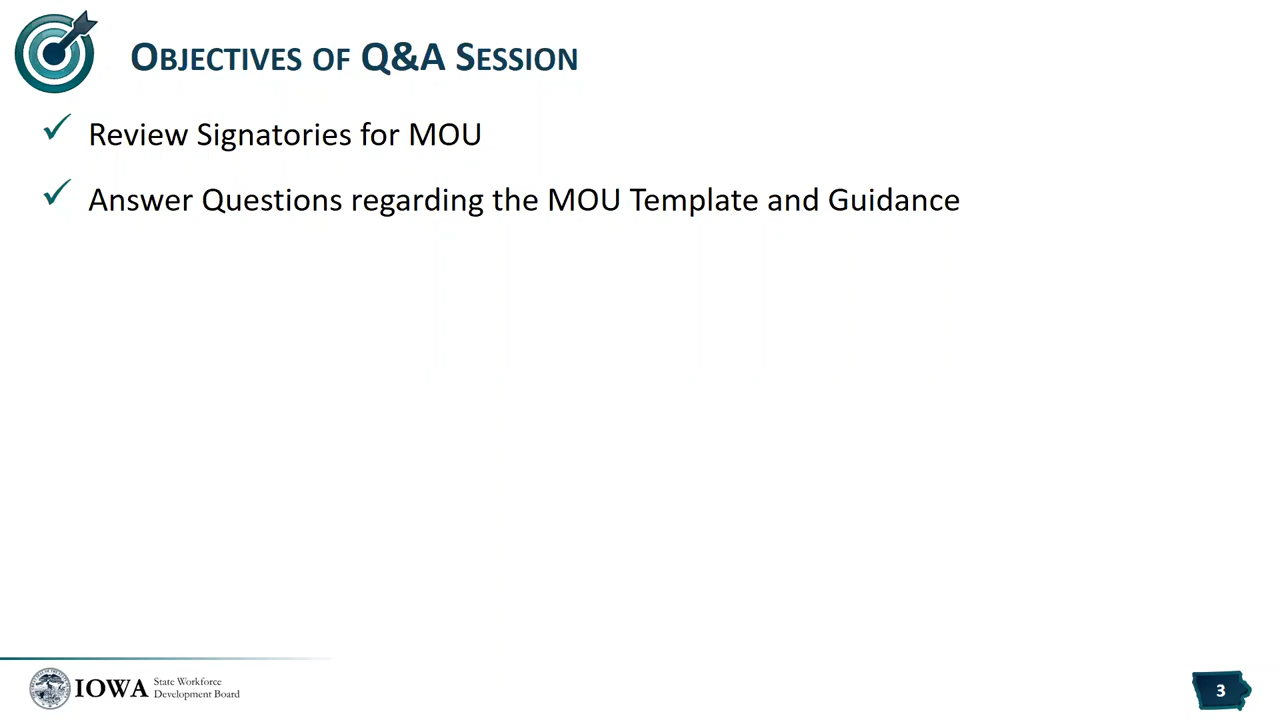 OBJECTIVES OF Q&A SESSION
Review Signatories for MOU
Answer Questions regarding the MOU Template and Guidance
IOWA State Workforce
Development Board
3